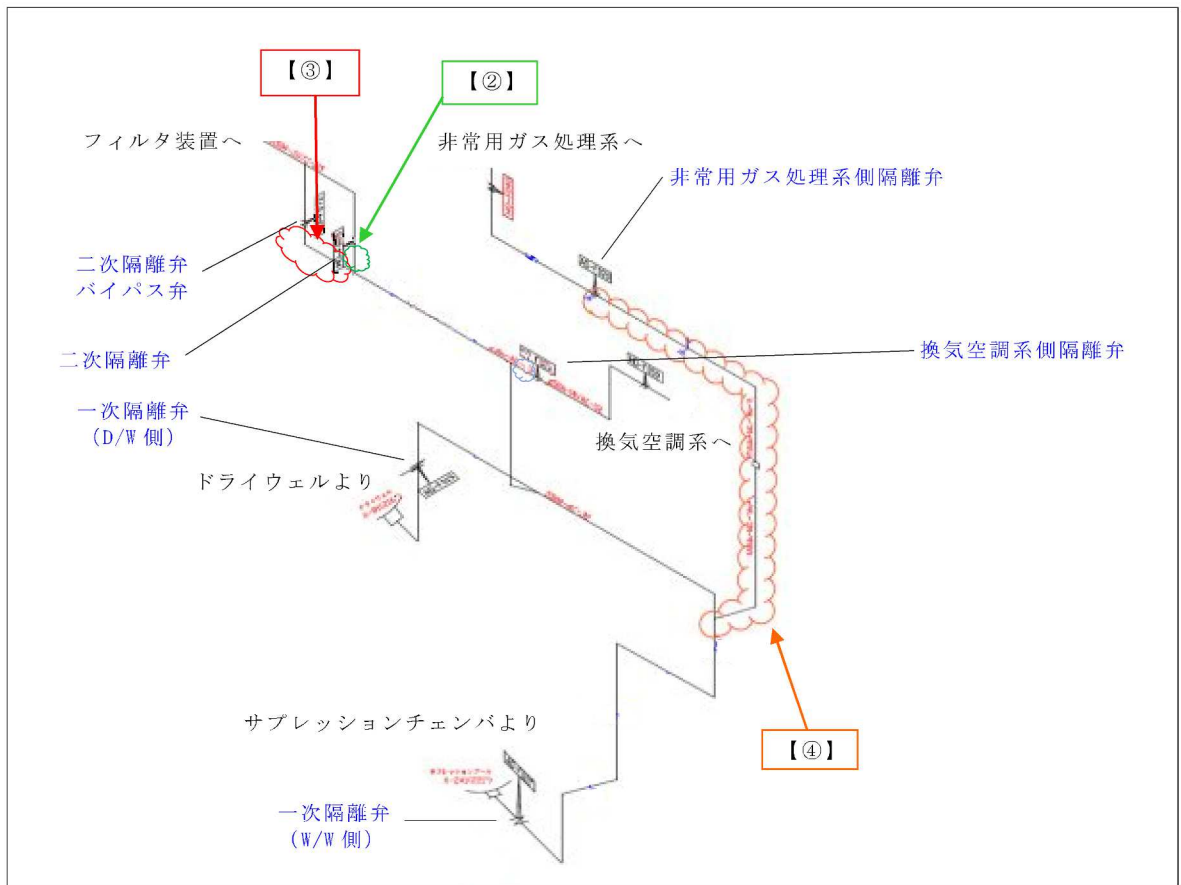 【③】
【②】
フィルタ装置へ
非常用ガス処理系へ
非常用ガス処理系側隔離弁
二次隔離弁
バイパス弁
二次隔離弁
換気空調系側隔離弁
一次隔離弁
(D/W側)
換気空調系へ
ドライウェルより
サプレッションチェンバより
【④】
一次隔離弁
(W/W側)